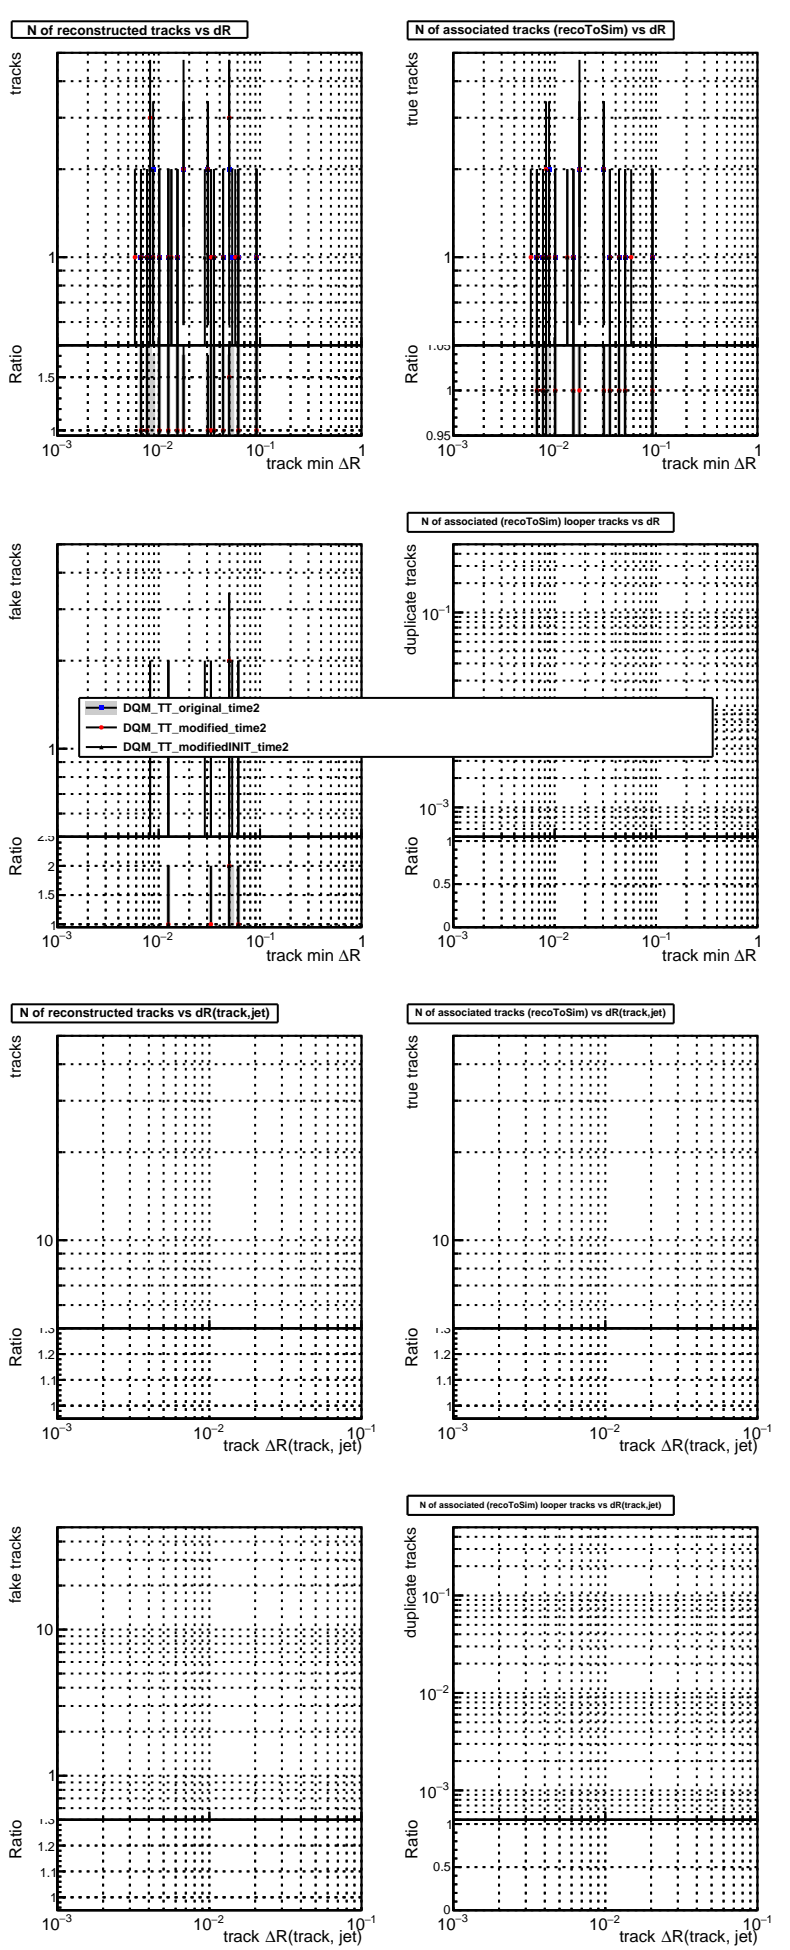 N of reconstructed tracks vs dR
tracks
1
Ratio
1.5
1
10−3
10−2
10−1
1
track min ΔR
N of associated tracks (recoToSim) vs dR
true tracks
1
Ratio
1.05
1
0.95
10−3
10−2
10−1
1
track min ΔR
fake tracks
1
Ratio
2.5
2
1.5
1
10−3
10−2
10−1
1
track min ΔR
N of associated (recoToSim) looper tracks vs dR
duplicate tracks
10−1
10−3
Ratio
1
0.5
0
10−3
10−2
10−1
1
track min ΔR
DQM_TT_original_time2
DQM_TT_modified_time2
DQM_TT_modifiedINIT_time2
N of reconstructed tracks vs dR(track,jet)
tracks
10
Ratio
1.3
1.2
1.1
1
10−3
10−2
10−1
track ΔR(track, jet)
N of associated tracks (recoToSim) vs dR(track,jet)
true tracks
10
Ratio
1.3
1.2
1.1
1
10−3
10−2
10−1
track ΔR(track, jet)
fake tracks
10
1
Ratio
1.3
1.2
1.1
1
10−3
10−2
10−1
track ΔR(track, jet)
N of associated (recoToSim) looper tracks vs dR(track,jet)
duplicate tracks
10−1
10−2
10−3
Ratio
1
0.5
0
10−3
10−2
10−1
track ΔR(track, jet)